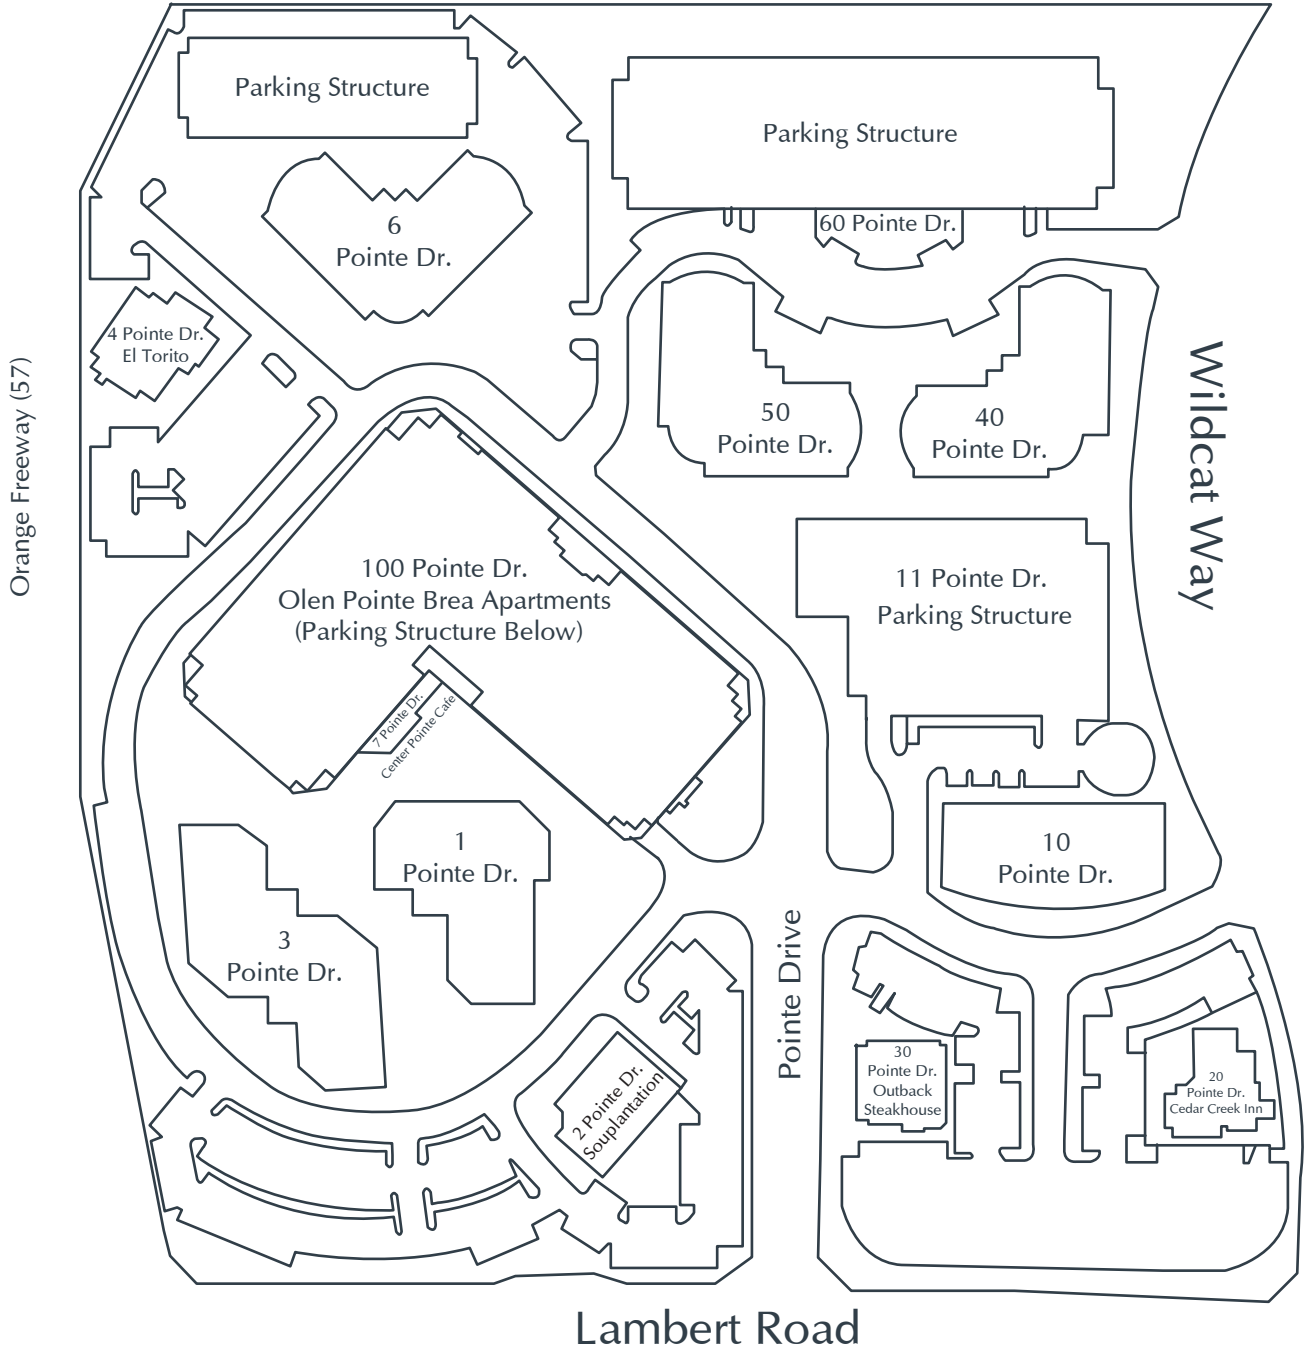 Parking Structure
Parking Structure
6
Pointe Dr.
60 Pointe Dr.
4 Pointe Dr.
El Torito
Orange Freeway (57)
50
Pointe Dr.
40
Pointe Dr.
Wildcat Way
100 Pointe Dr.
Olen Pointe Brea Apartments
(Parking Structure Below)
11 Pointe Dr.
Parking Structure
7 Pointe Dr.
Center Pointe Cafe
1
Pointe Dr.
10
Pointe Dr.
3
Pointe Dr.
Pointe Drive
2 Pointe Dr.
Souplantation
30
Pointe Dr.
Outback
Steakhouse
20
Pointe Dr.
Cedar Creek Inn
Lambert Road